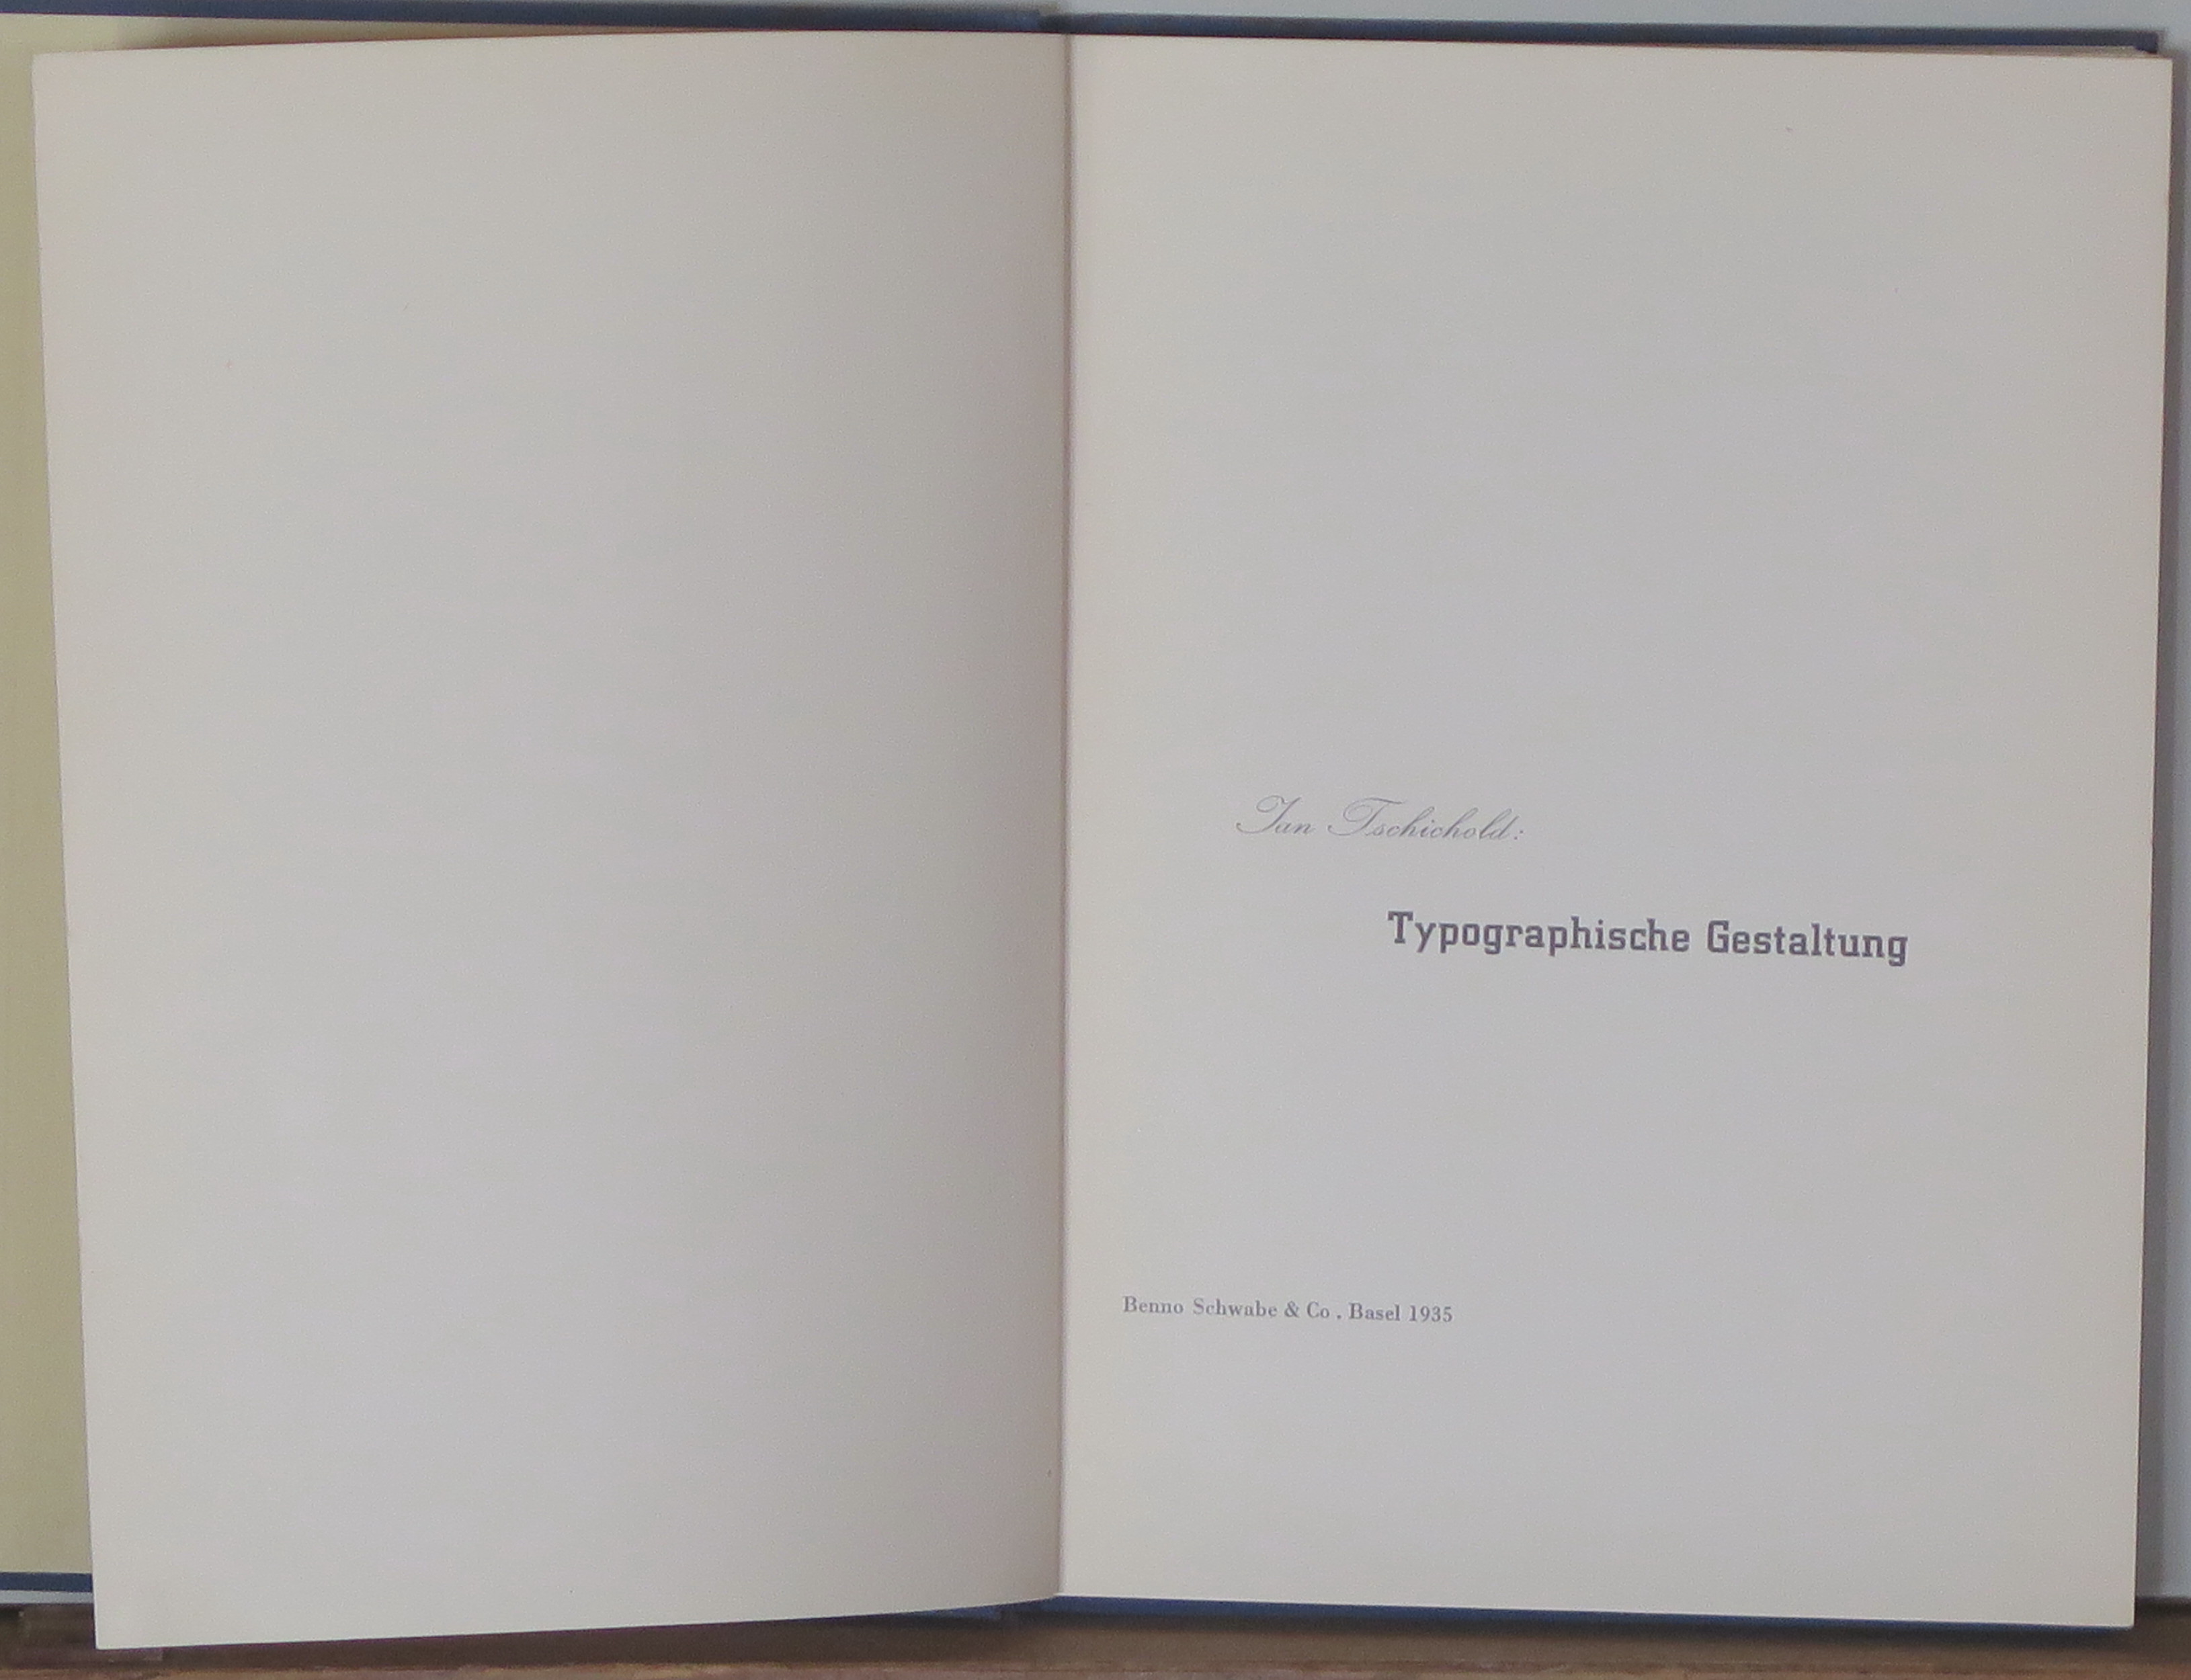 Jan Tschichold:
Typographische Gestaltung
Benno Schwabe & Co . Basel 1935